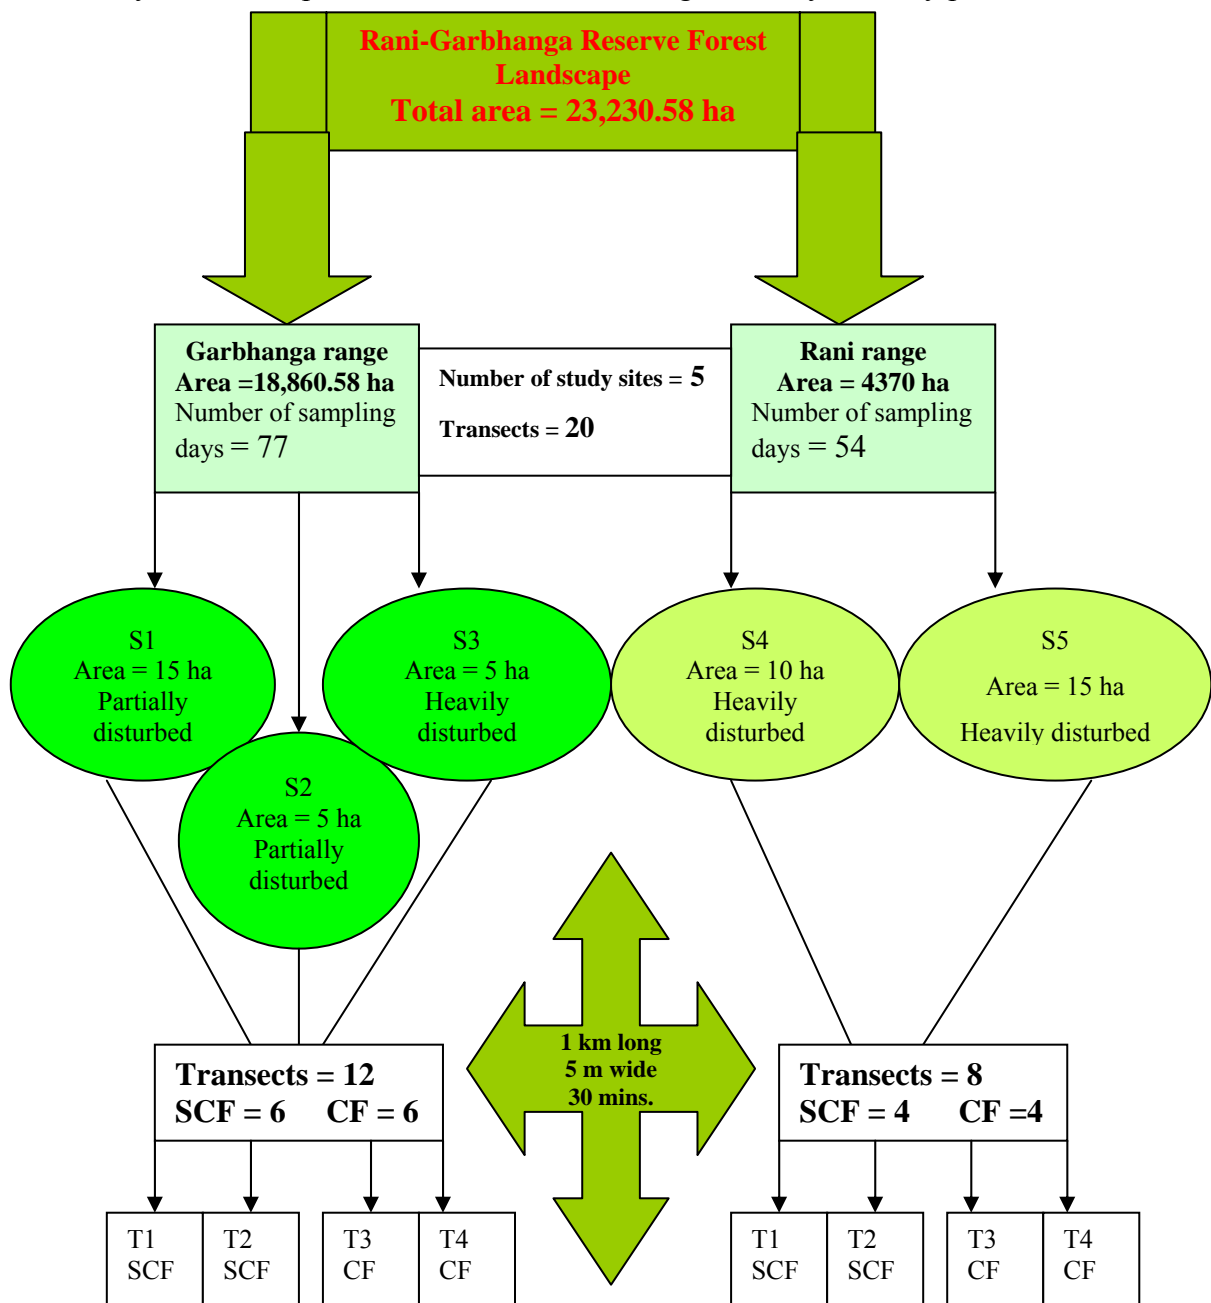 Rani-Garbhanga Reserve Forest
Landscape
Total area = 23,230.58 ha
Garbhanga range
Area =18,860.58 ha
Number of sampling
days = 77
Number of study sites = 5
Transects = 20
Rani range
Area = 4370 ha
Number of sampling
days = 54
S1
Area = 15 ha
Partially
disturbed
S2
Area = 5 ha
Partially
disturbed
S3
Area = 5 ha
Heavily
disturbed
S4
Area = 10 ha
Heavily
disturbed
S5
Area = 15 ha
Heavily disturbed
1 km long
5 m wide
30 mins.
Transects = 12
SCF = 6 CF = 6
Transects = 8
SCF = 4 CF =4
T1
SCF
T2
SCF
T3
CF
T4
CF
T1
SCF
T2
SCF
T3
CF
T4
CF